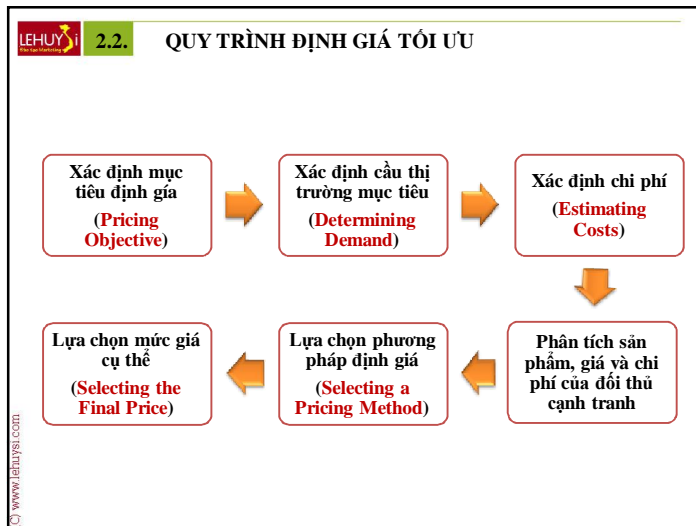 LEHUYSi
2.2.
QUY TRÌNH ĐỊNH GIÁ TỐI ƯU
Xác định mục
tiêu định gía
(Pricing
Objective)
Xác định cầu thị
trường mục tiêu
(Determining
Demand)
Xác định chi phí
(Estimating
Costs)
Phân tích sản
phẩm, giá và chi
phí của đối thủ
cạnh tranh
Lựa chọn phương
pháp định giá
(Selecting a
Pricing Method)
Lựa chọn mức giá
cụ thể
(Selecting the
Final Price)
(C) www.lehuysi.com